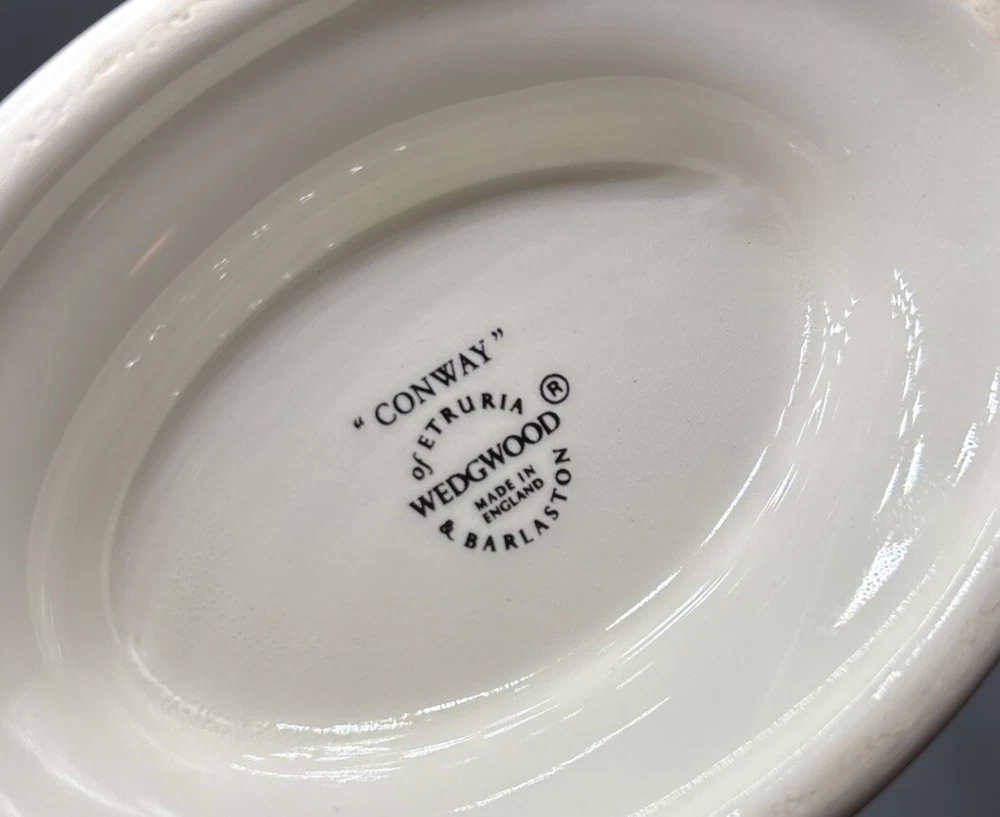 “CONWAY”
of ETRURIA
WEDGWOOD ®
MADE IN
ENGLAND
& BARLASTON